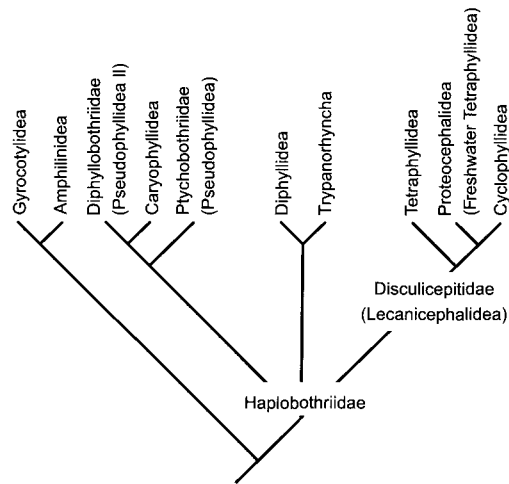 Gyrocotylidea
Amphilinidea
Diphyllobothriidae
(Pseudophyllidea II)
Caryophyllidea
Ptychobothriidae
(Pseudophyllidea)
Diphyllidea
Trypanorhyncha
Tetraphyllidea
Proteocephalidea
(Freshwater Tetraphyllidea)
Cyclophyllidea
Disculicepitidae
(Lecanicephalidea)
Haplobothriidae